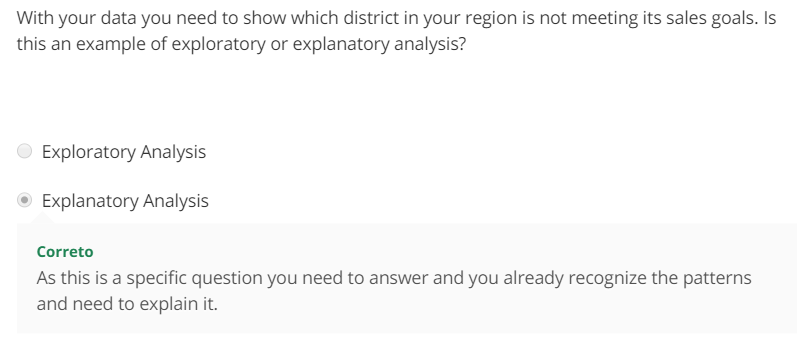 With your data you need to show which district in your region is not meeting its sales goals. Is
this an example of exploratory or explanatory analysis?
Exploratory Analysis
Explanatory Analysis
Correto
As this is a specific question you need to answer and you already recognize the patterns
and need to explain it.